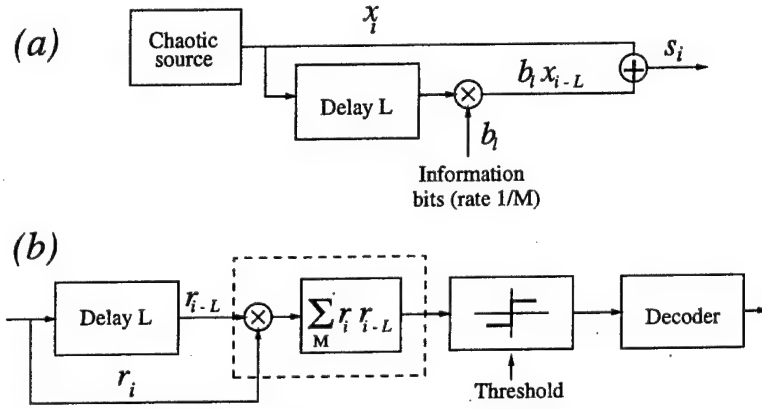 (a)
Chaotic
source
x_i
Delay L
b_l x_{i-L}
s_i
b_l
Information
bits (rate 1/M)
(b)
Delay L
r_{i-L}
∑ r_i r_{i-L}
M
Decoder
r_i
Threshold